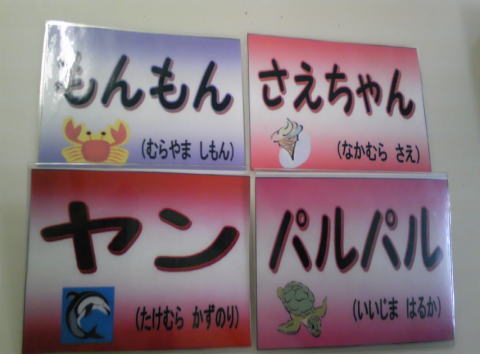 もんもん
(むらやま しもん)
さえちゃん
(なかむら さえ)
ヤン
(たけむら かずのり)
パルパル
(いいじま はるか)